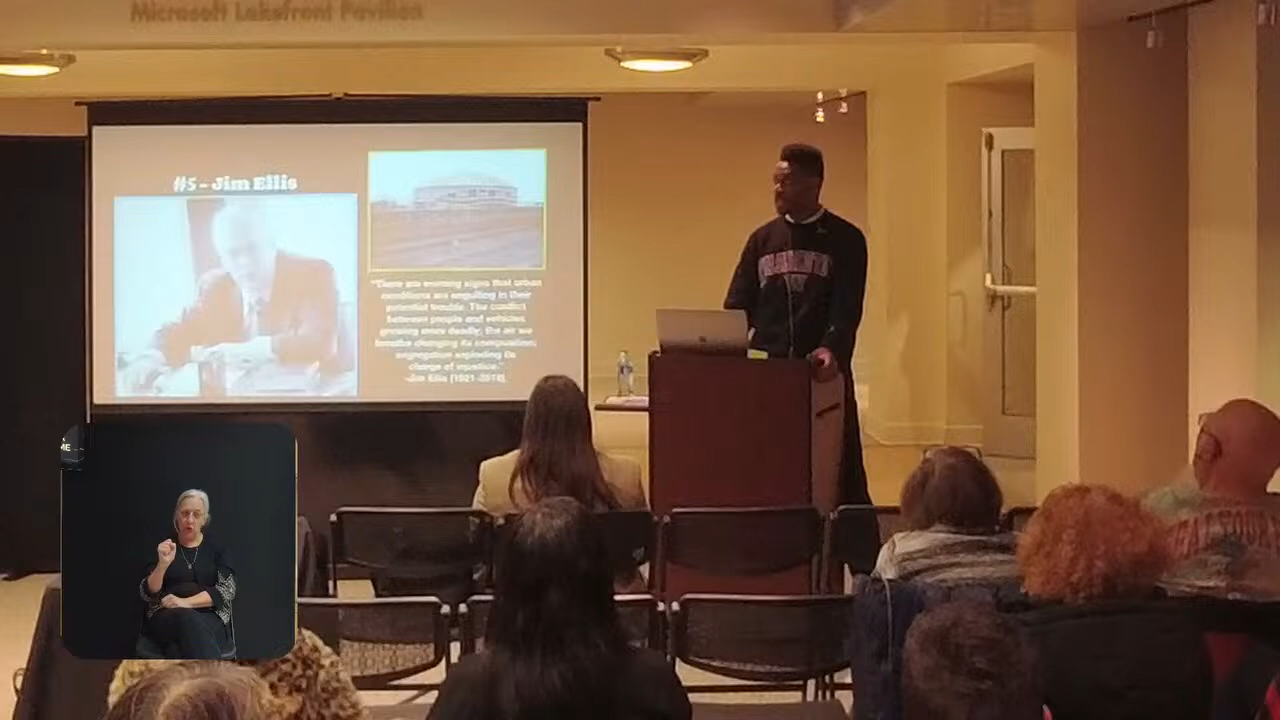 Microsoft Lakefront Pavilion
#5 - Jim Ellis
"There are warning signs that urban
conditions are engulfing in their
potential trouble. The conflict
between people and vehicles
growing more deadly; the air we
breathe changing its composition;
segregation exploding its
charge of injustice."
-Jim Ellis
ME